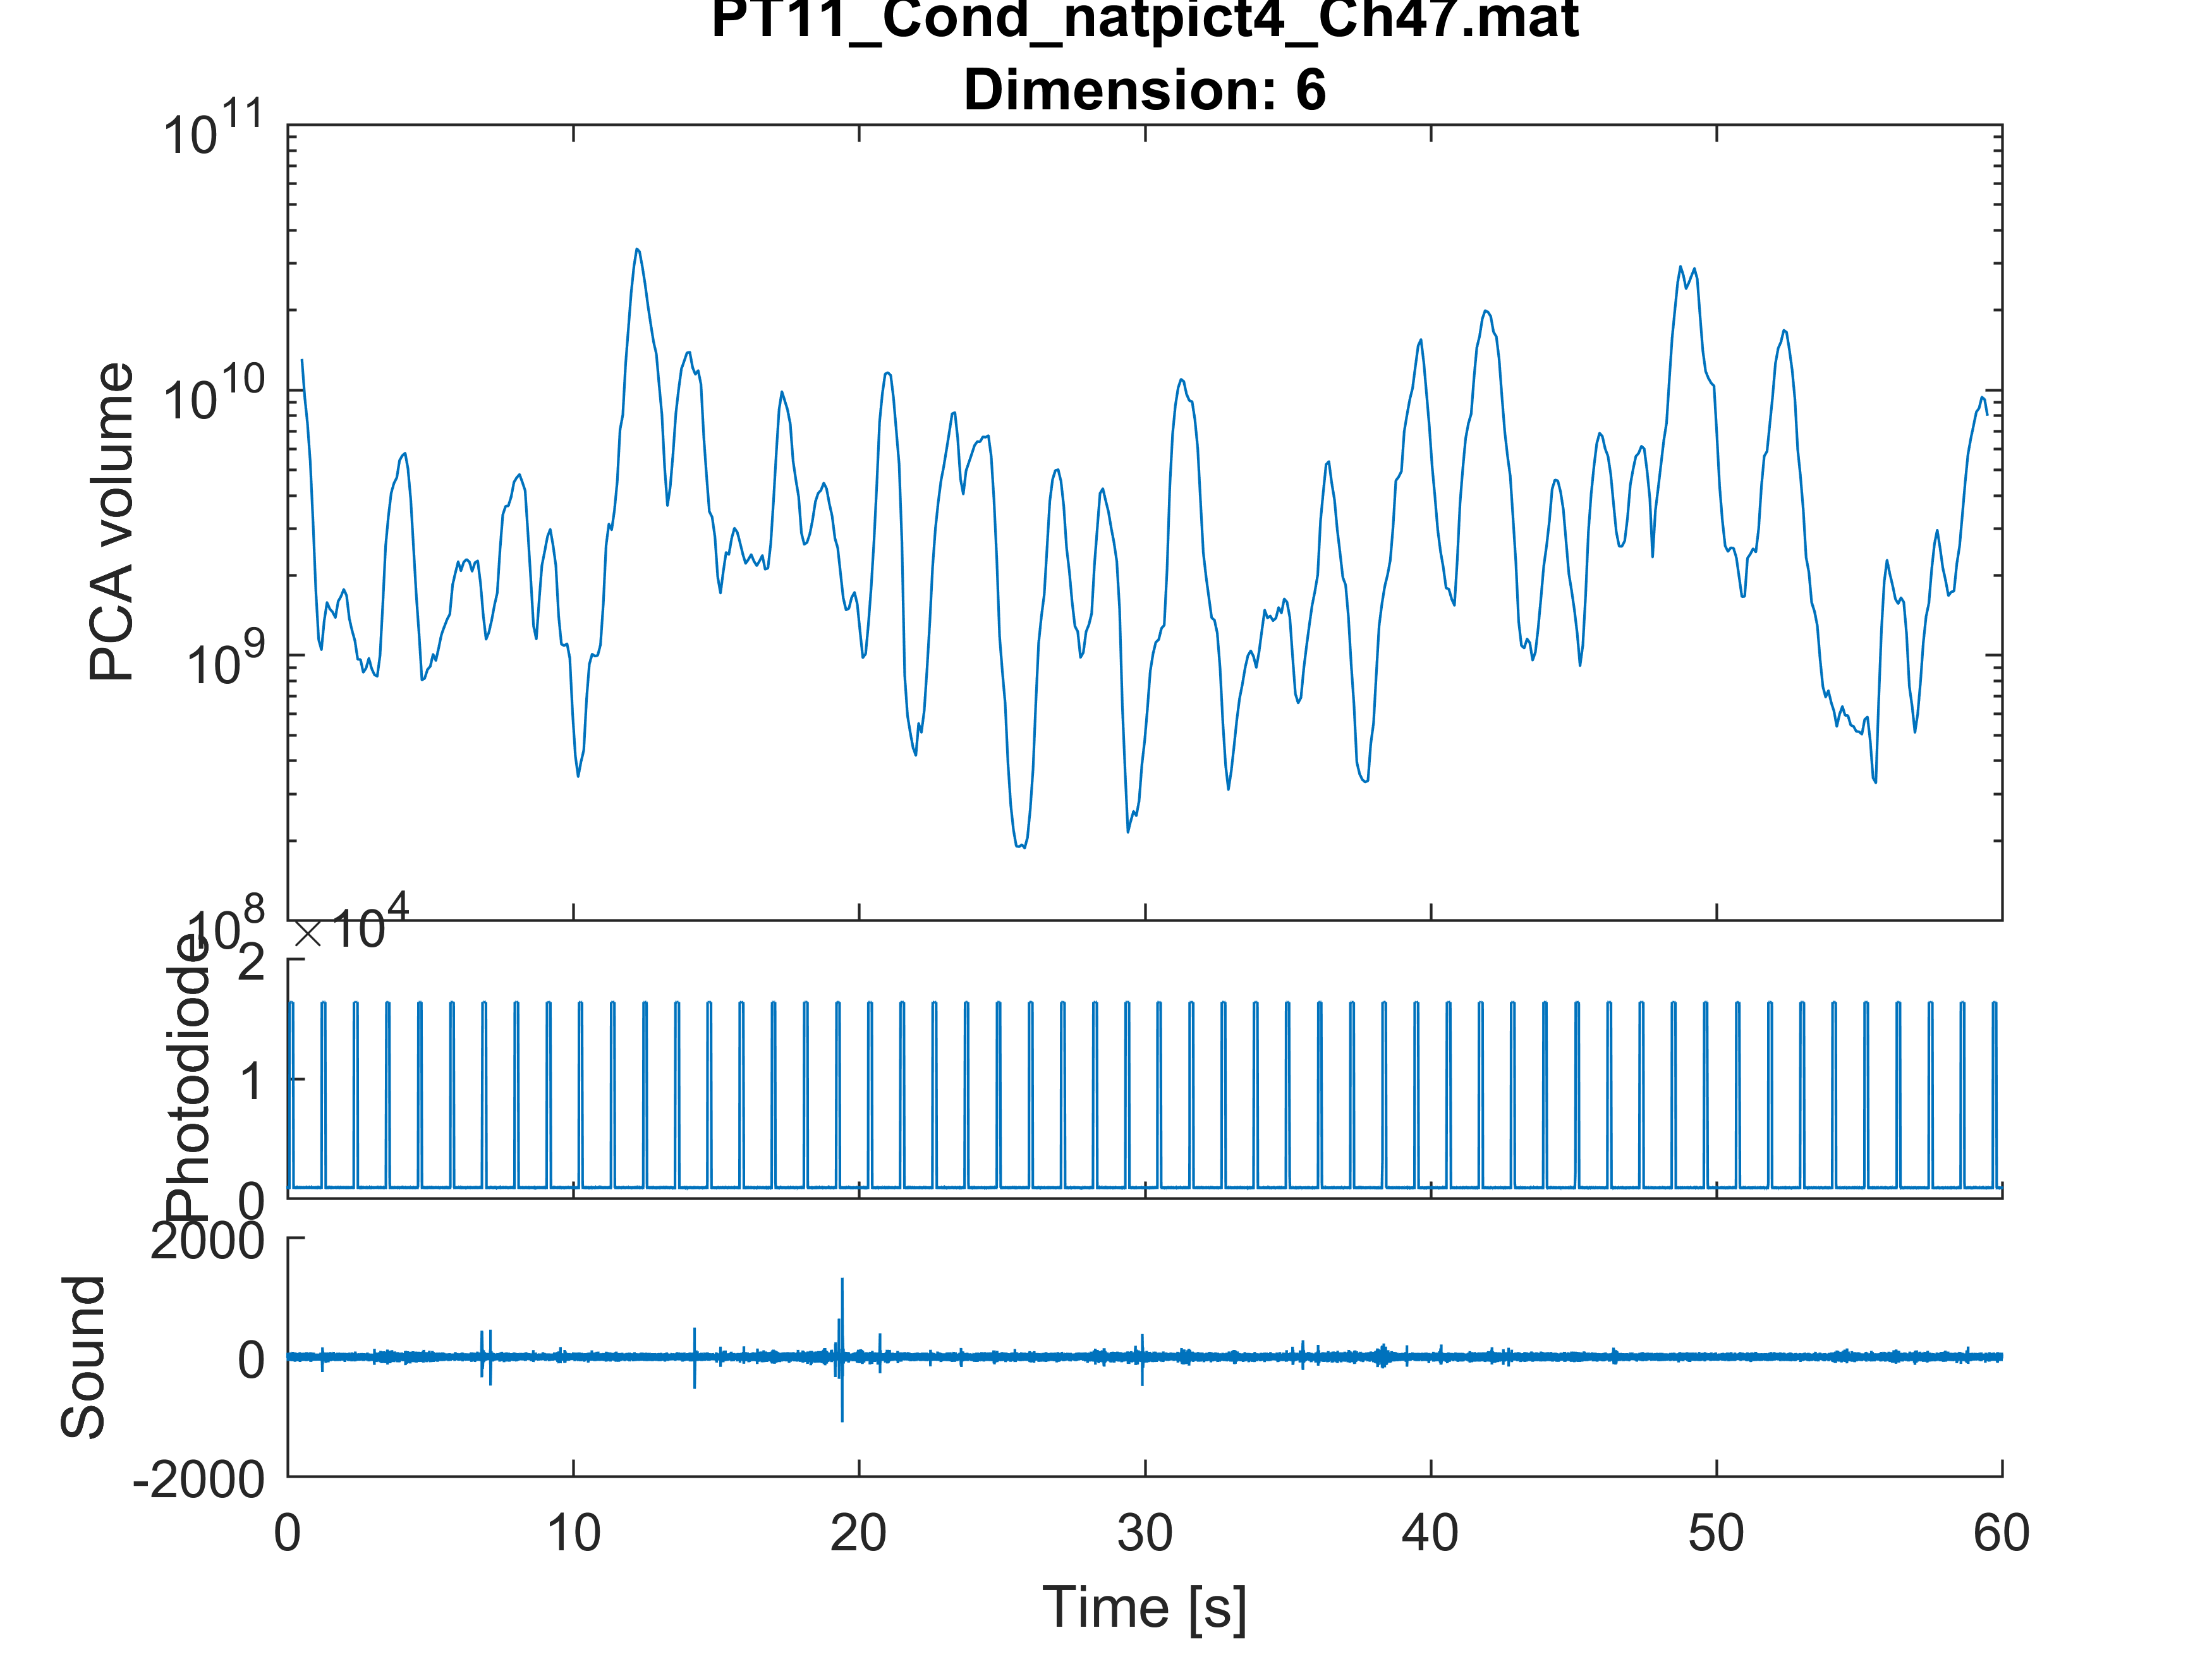 PT11_Cond_natpict4_Ch47.mat
Dimension: 6
PCA volume
10^11
10^10
10^9
10^8
× 10^4
Photodiode
2
1
0
Sound
2000
0
-2000
0 10 20 30 40 50 60
Time [s]